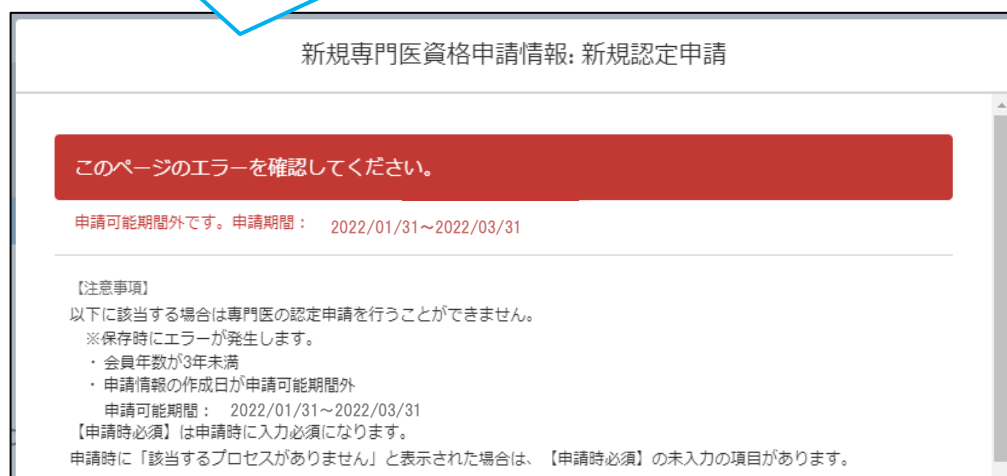 新規専門医資格申請情報: 新規認定申請
このページのエラーを確認してください。
申請可能期間外です。申請期間： 2022/01/31～2022/03/31
【注意事項】
以下に該当する場合は専門医の認定申請を行うことができません。
※保存時にエラーが発生します。
・ 会員年数が3年未満
・ 申請情報の作成日が申請可能期間外
申請可能期間： 2022/01/31～2022/03/31
【申請時必須】は申請時に入力必須になります。
申請時に「該当するプロセスがありません」と表示された場合は、【申請時必須】の未入力の項目があります。